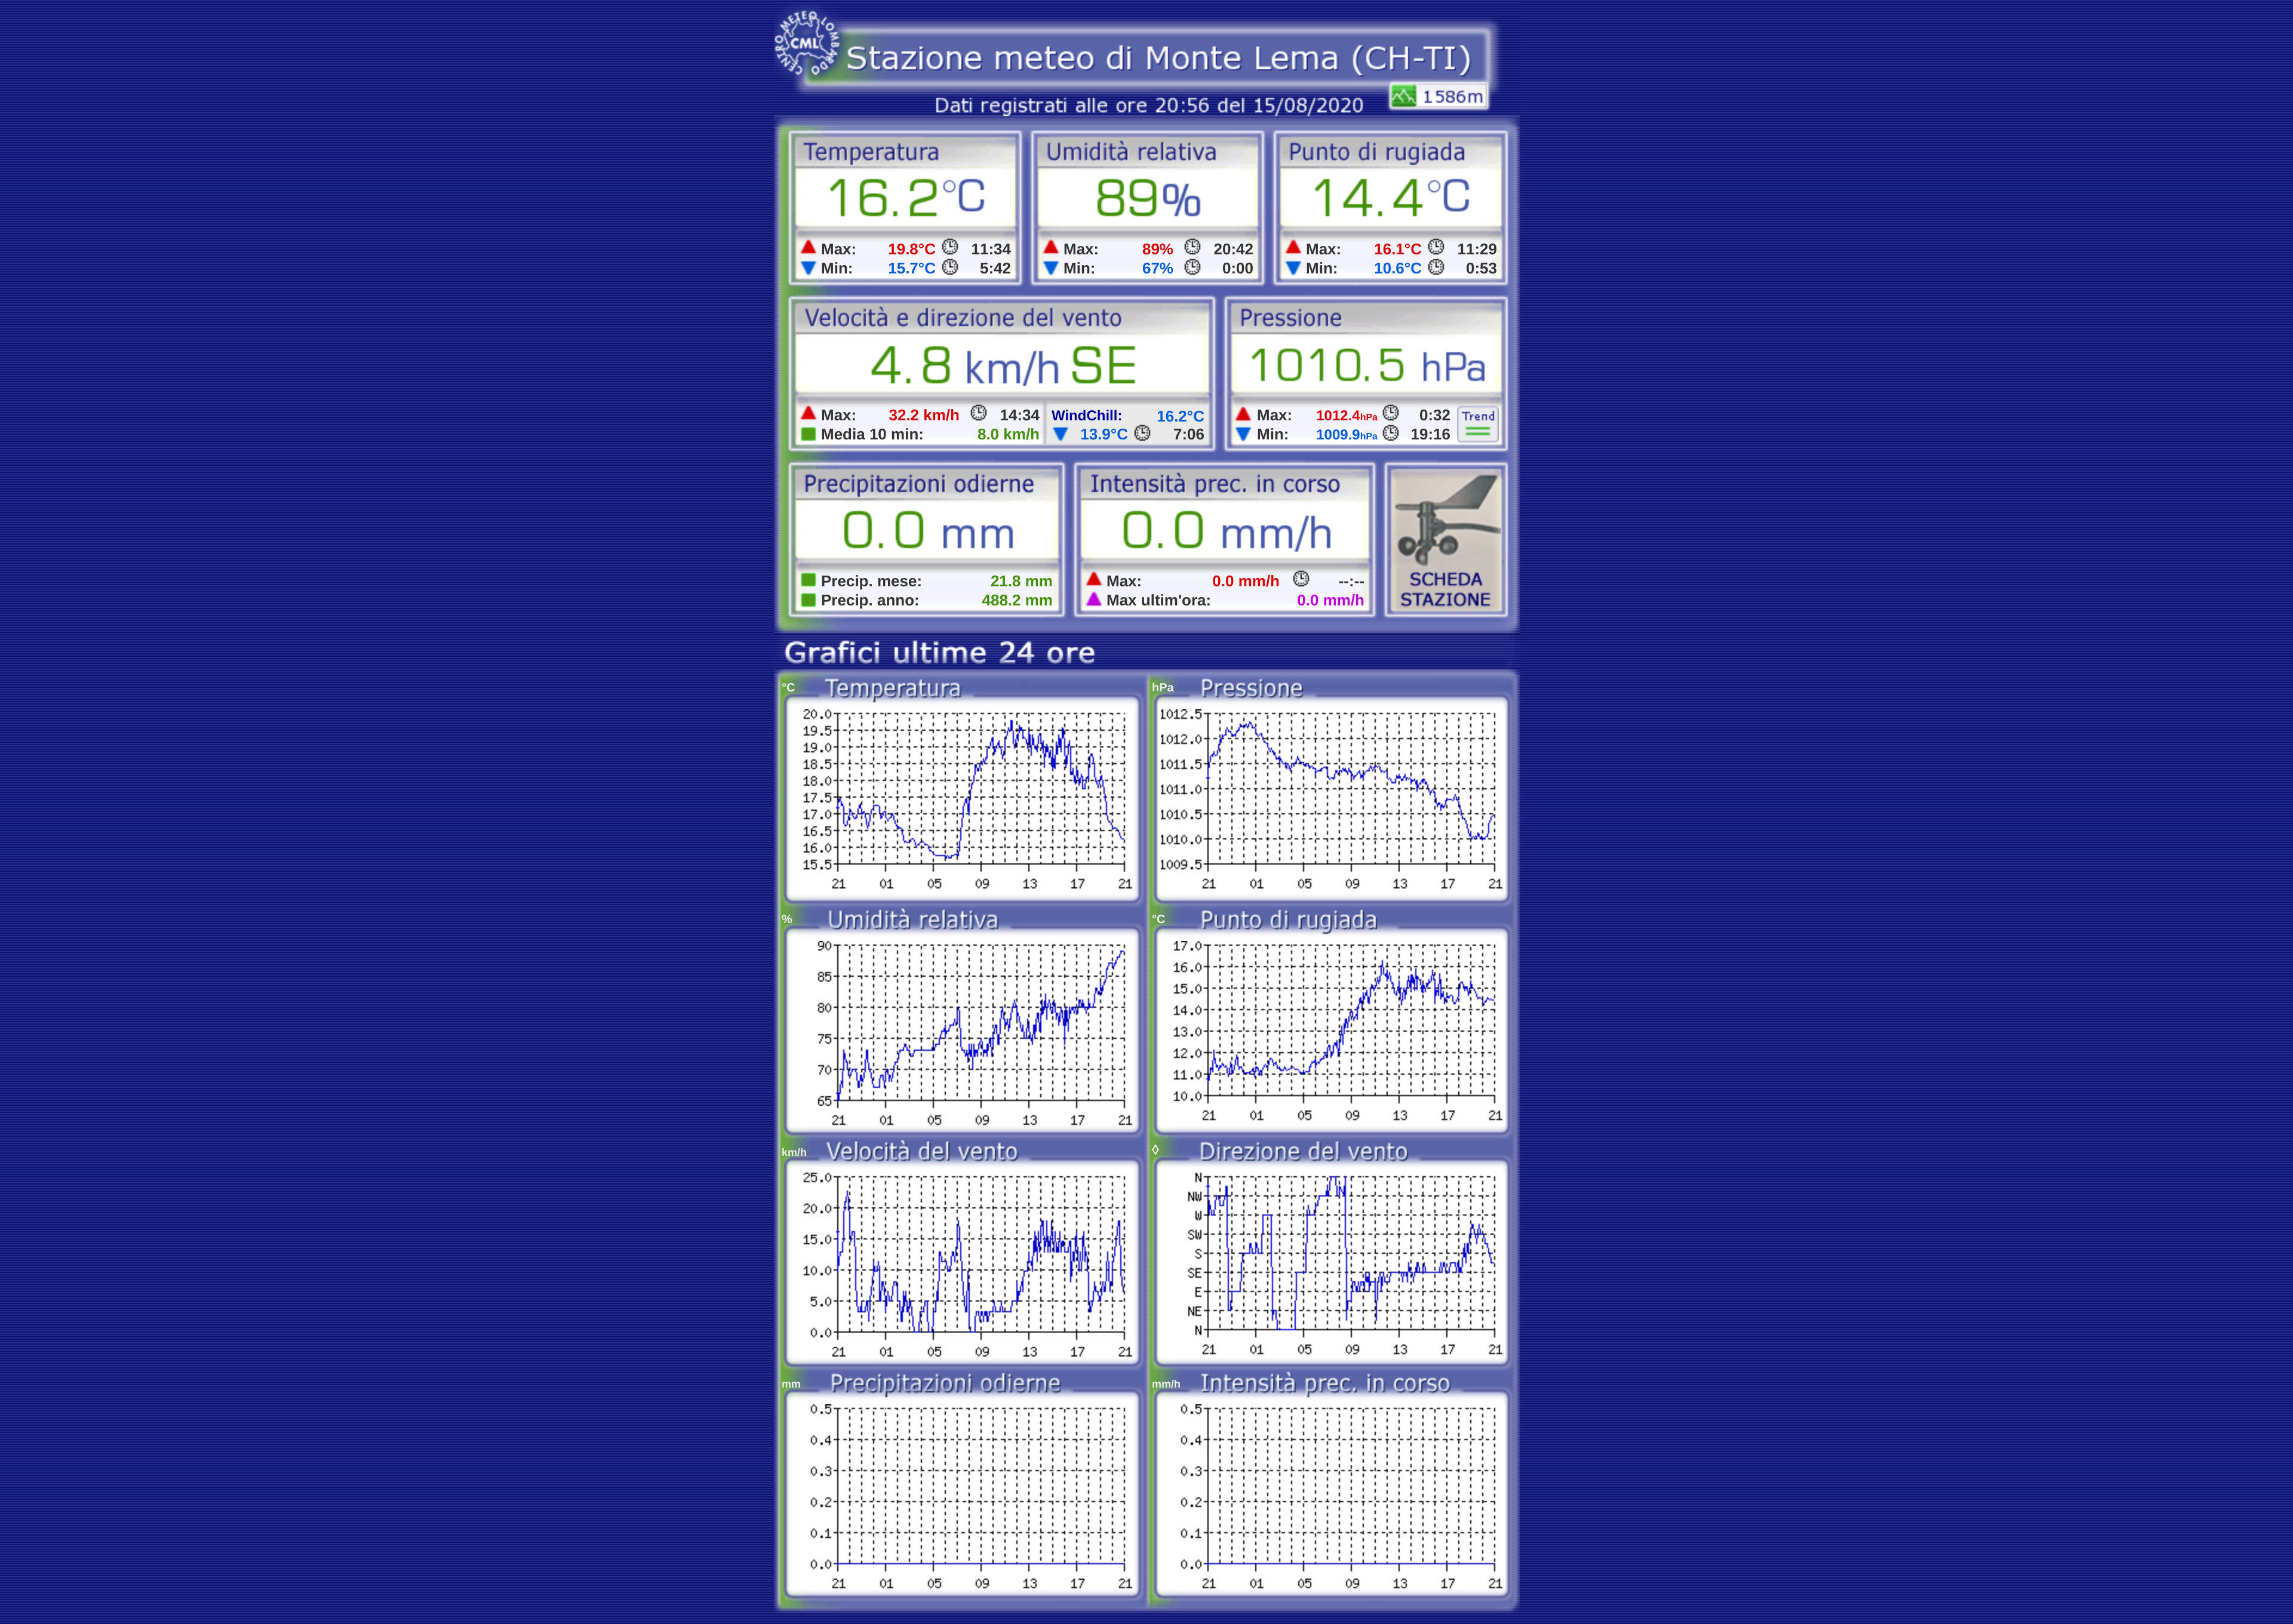 CENTRO METEO LOMBARDO
CML
Stazione meteo di Monte Lema (CH-TI)
1586m
Dati registrati alle ore 20:56 del 15/08/2020
Temperatura
16.2°C
Max: 19.8°C 11:34
Min: 15.7°C 5:42
Umidità relativa
89%
Max: 89% 20:42
Min: 67% 0:00
Punto di rugiada
14.4°C
Max: 16.1°C 11:29
Min: 10.6°C 0:53
Velocità e direzione del vento
4.8 km/h SE
Max: 32.2 km/h 14:34
Media 10 min: 8.0 km/h
WindChill: 16.2°C
13.9°C 7:06
Pressione
1010.5 hPa
Max: 1012.4hPa 0:32
Min: 1009.9hPa 19:16
Trend
Precipitazioni odierne
0.0 mm
Precip. mese: 21.8 mm
Precip. anno: 488.2 mm
Intensità prec. in corso
0.0 mm/h
Max: 0.0 mm/h --:--
Max ultim'ora: 0.0 mm/h
SCHEDA
STAZIONE
Grafici ultime 24 ore
°C Temperatura
20.0
19.5
19.0
18.5
18.0
17.5
17.0
16.5
16.0
15.5
21 01 05 09 13 17 21
hPa Pressione
1012.5
1012.0
1011.5
1011.0
1010.5
1010.0
1009.5
21 01 05 09 13 17 21
% Umidità relativa
90
85
80
75
70
65
21 01 05 09 13 17 21
°C Punto di rugiada
17.0
16.0
15.0
14.0
13.0
12.0
11.0
10.0
21 01 05 09 13 17 21
km/h Velocità del vento
25.0
20.0
15.0
10.0
5.0
0.0
21 01 05 09 13 17 21
◊ Direzione del vento
N
NW
W
SW
S
SE
E
NE
N
21 01 05 09 13 17 21
mm Precipitazioni odierne
0.5
0.4
0.3
0.2
0.1
0.0
21 01 05 09 13 17 21
mm/h Intensità prec. in corso
0.5
0.4
0.3
0.2
0.1
0.0
21 01 05 09 13 17 21